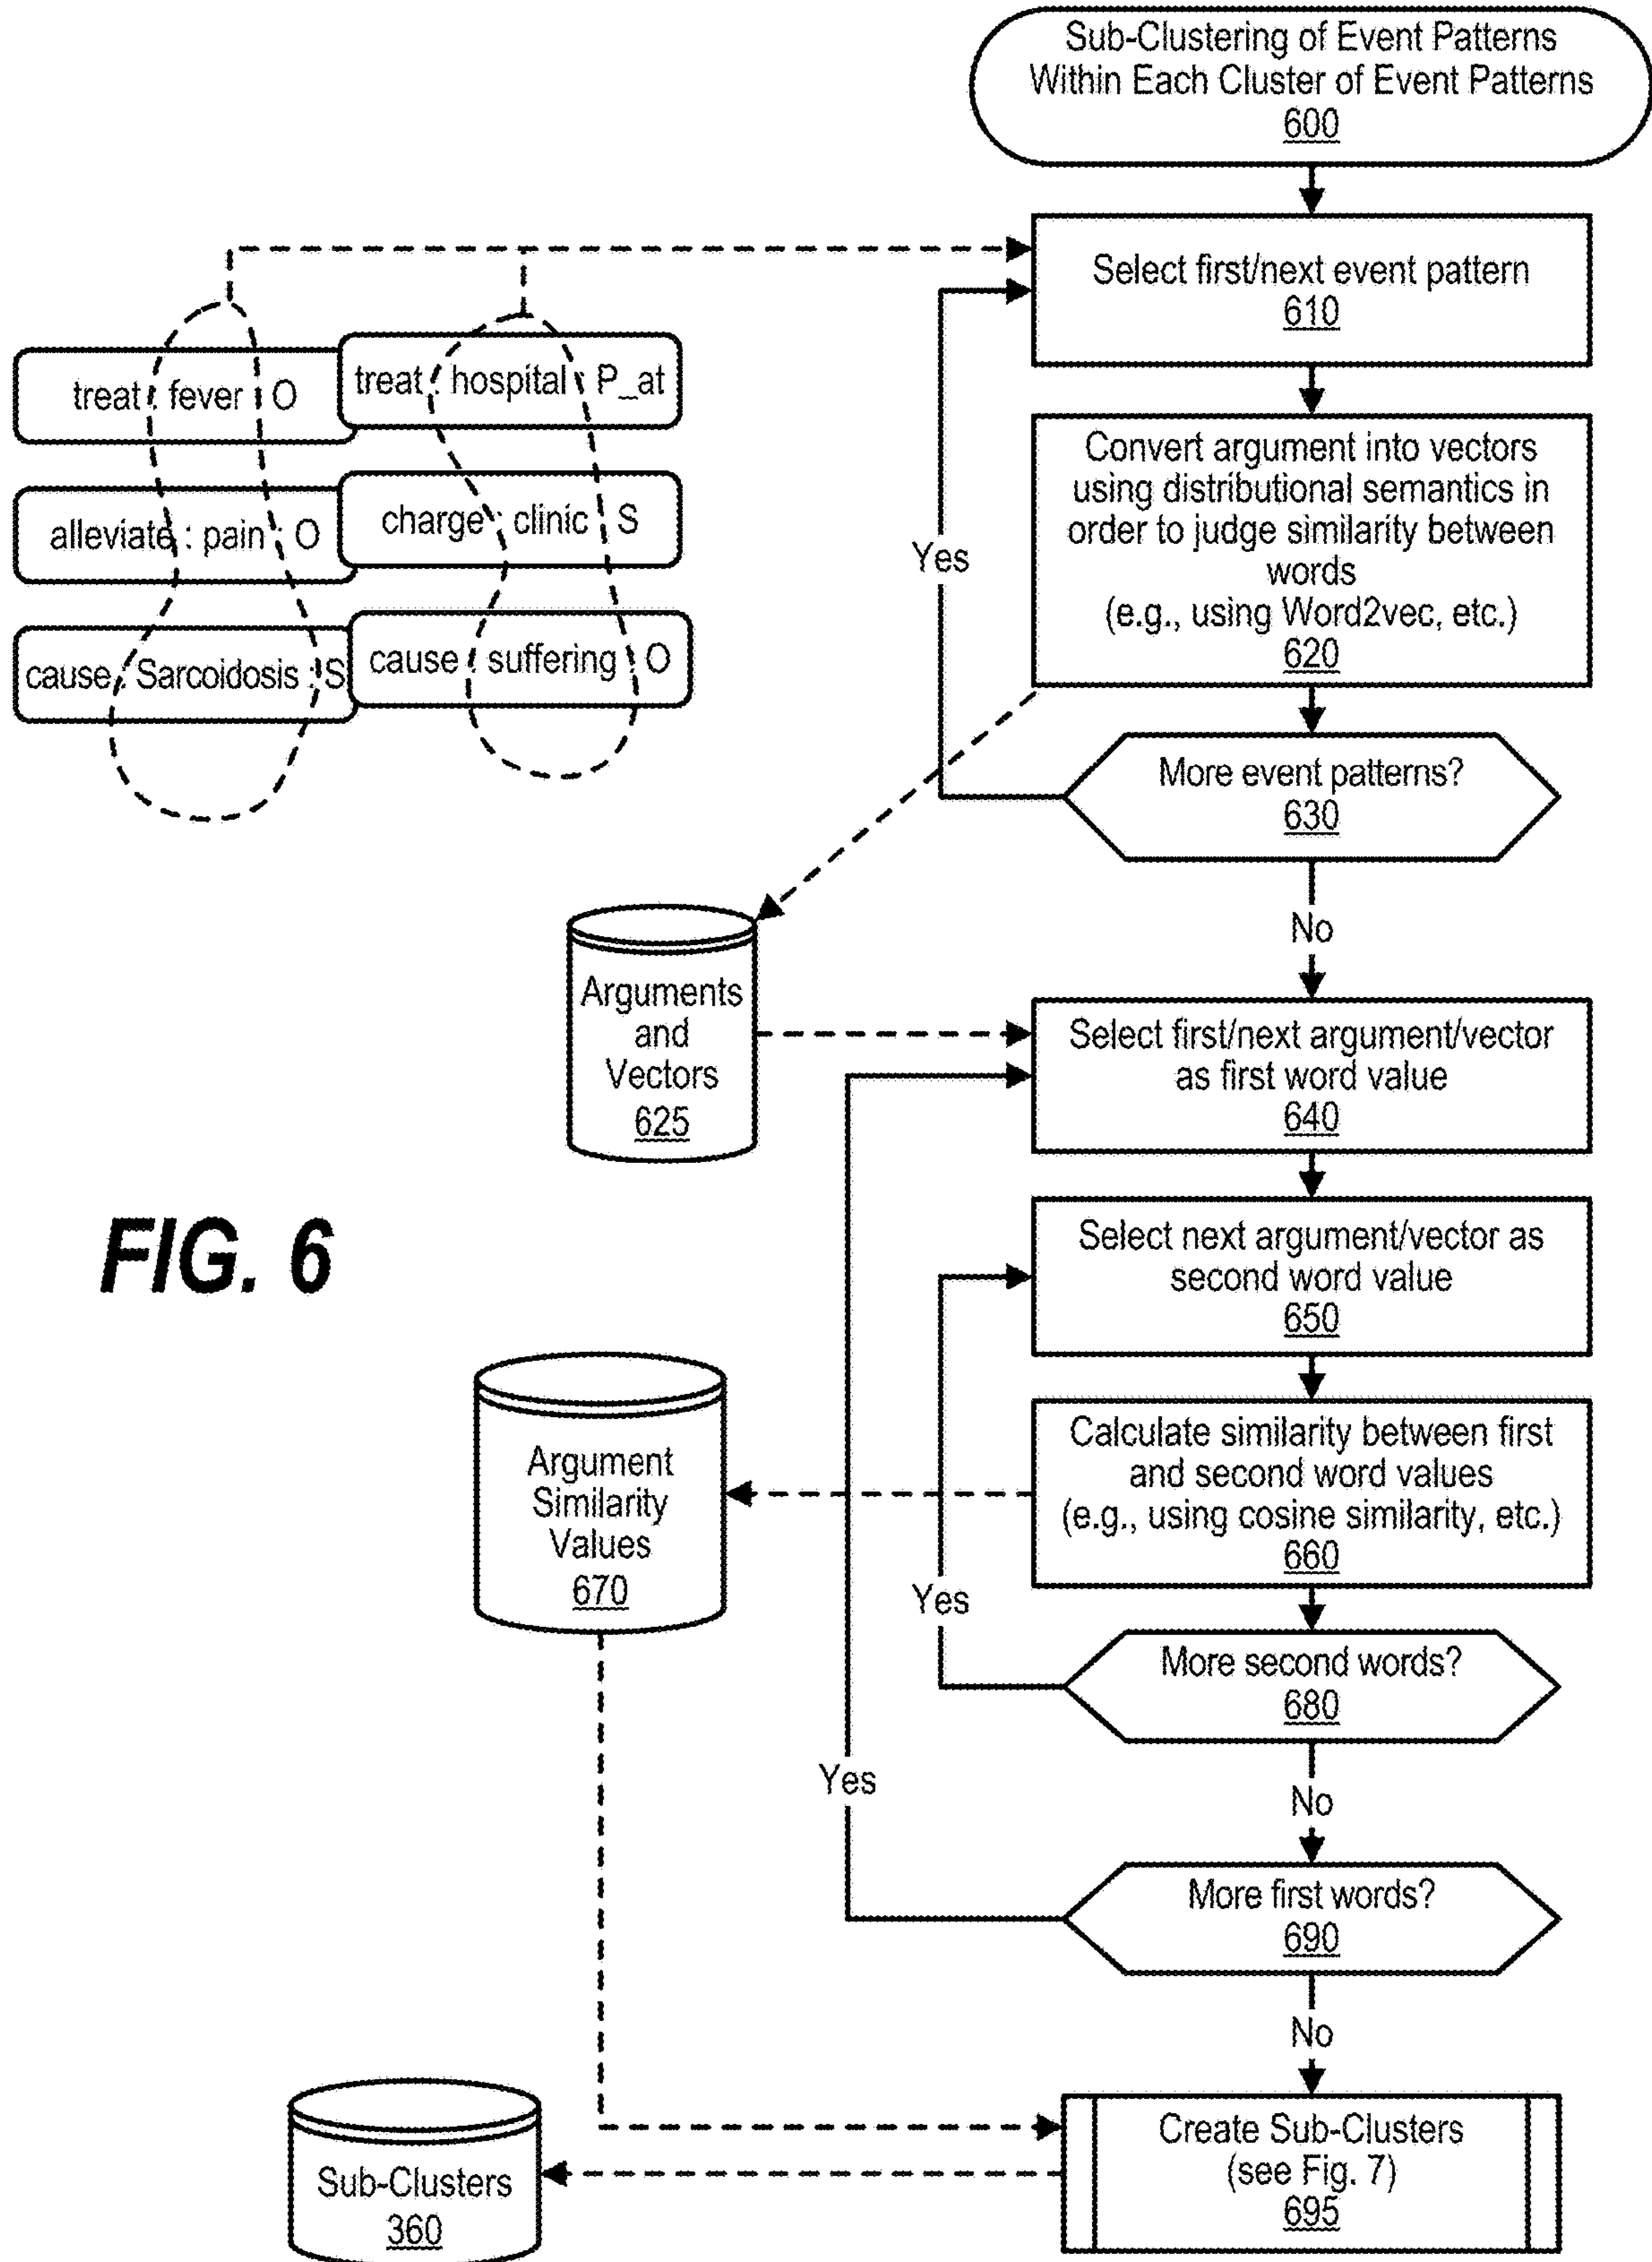 Sub-Clustering of Event Patterns
Within Each Cluster of Event Patterns
600
Select first/next event pattern
610
treat : fever : O
treat : hospital : P_at
alleviate : pain : O
charge : clinic : S
cause : Sarcoidosis : S
cause : suffering : O
Convert argument into vectors
using distributional semantics in
order to judge similarity between
words
(e.g., using Word2vec, etc.)
620
Yes
More event patterns?
630
No
Arguments
and
Vectors
625
Select first/next argument/vector
as first word value
640
FIG. 6
Select next argument/vector as
second word value
650
Argument
Similarity
Values
670
Calculate similarity between first
and second word values
(e.g., using cosine similarity, etc.)
660
Yes
More second words?
680
Yes
No
More first words?
690
No
Create Sub-Clusters
(see Fig. 7)
695
Sub-Clusters
360